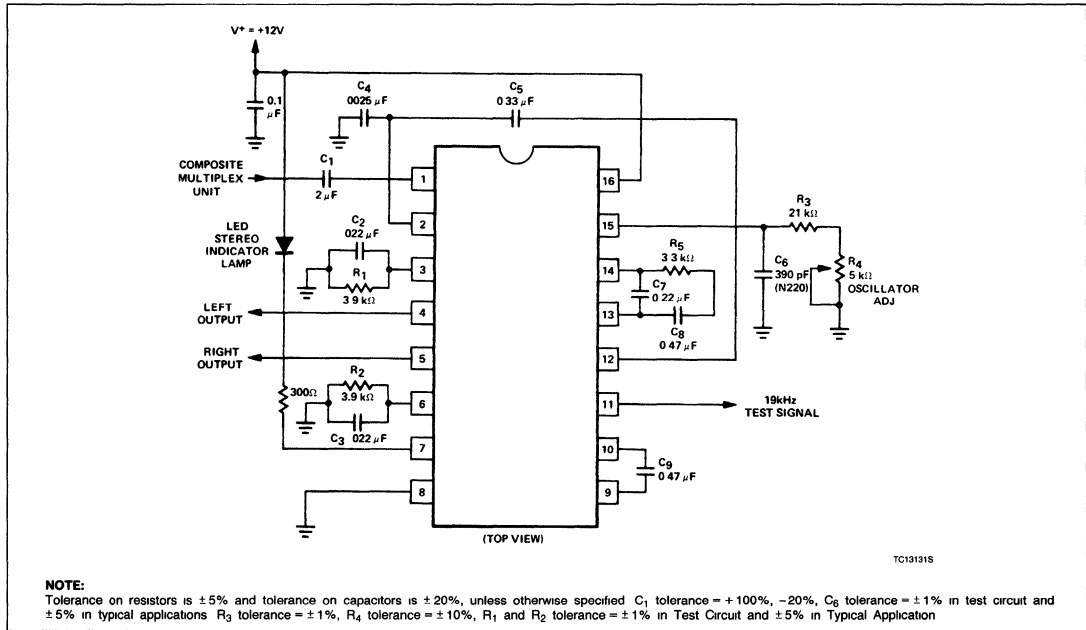 V+ = +12V
0.1
μF
C4
0025 μF
C5
0 33 μF
COMPOSITE
MULTIPLEX
UNIT
C1
2 μF
1
16
2
15
R3
21 kΩ
LED
STEREO
INDICATOR
LAMP
C2
022 μF
R1
3 9 kΩ
3
14
R5
3 3 kΩ
C7
0 22 μF
C8
0 47 μF
C6
390 pF
(N220)
R4
5 kΩ
OSCILLATOR
ADJ
LEFT
OUTPUT
4
13
RIGHT
OUTPUT
5
12
300Ω
R2
3.9 kΩ
C3 022 μF
6
11
19kHz
TEST SIGNAL
7
10
C9
0 47 μF
8
9
(TOP VIEW)
TC13131S
NOTE:
Tolerance on resistors is ±5% and tolerance on capacitors is ±20%, unless otherwise specified C1 tolerance = +100%, -20%, C6 tolerance = ±1% in test circuit and
±5% in typical applications R3 tolerance = ±1%, R4 tolerance = ±10%, R1 and R2 tolerance = ±1% in Test Circuit and ±5% in Typical Application